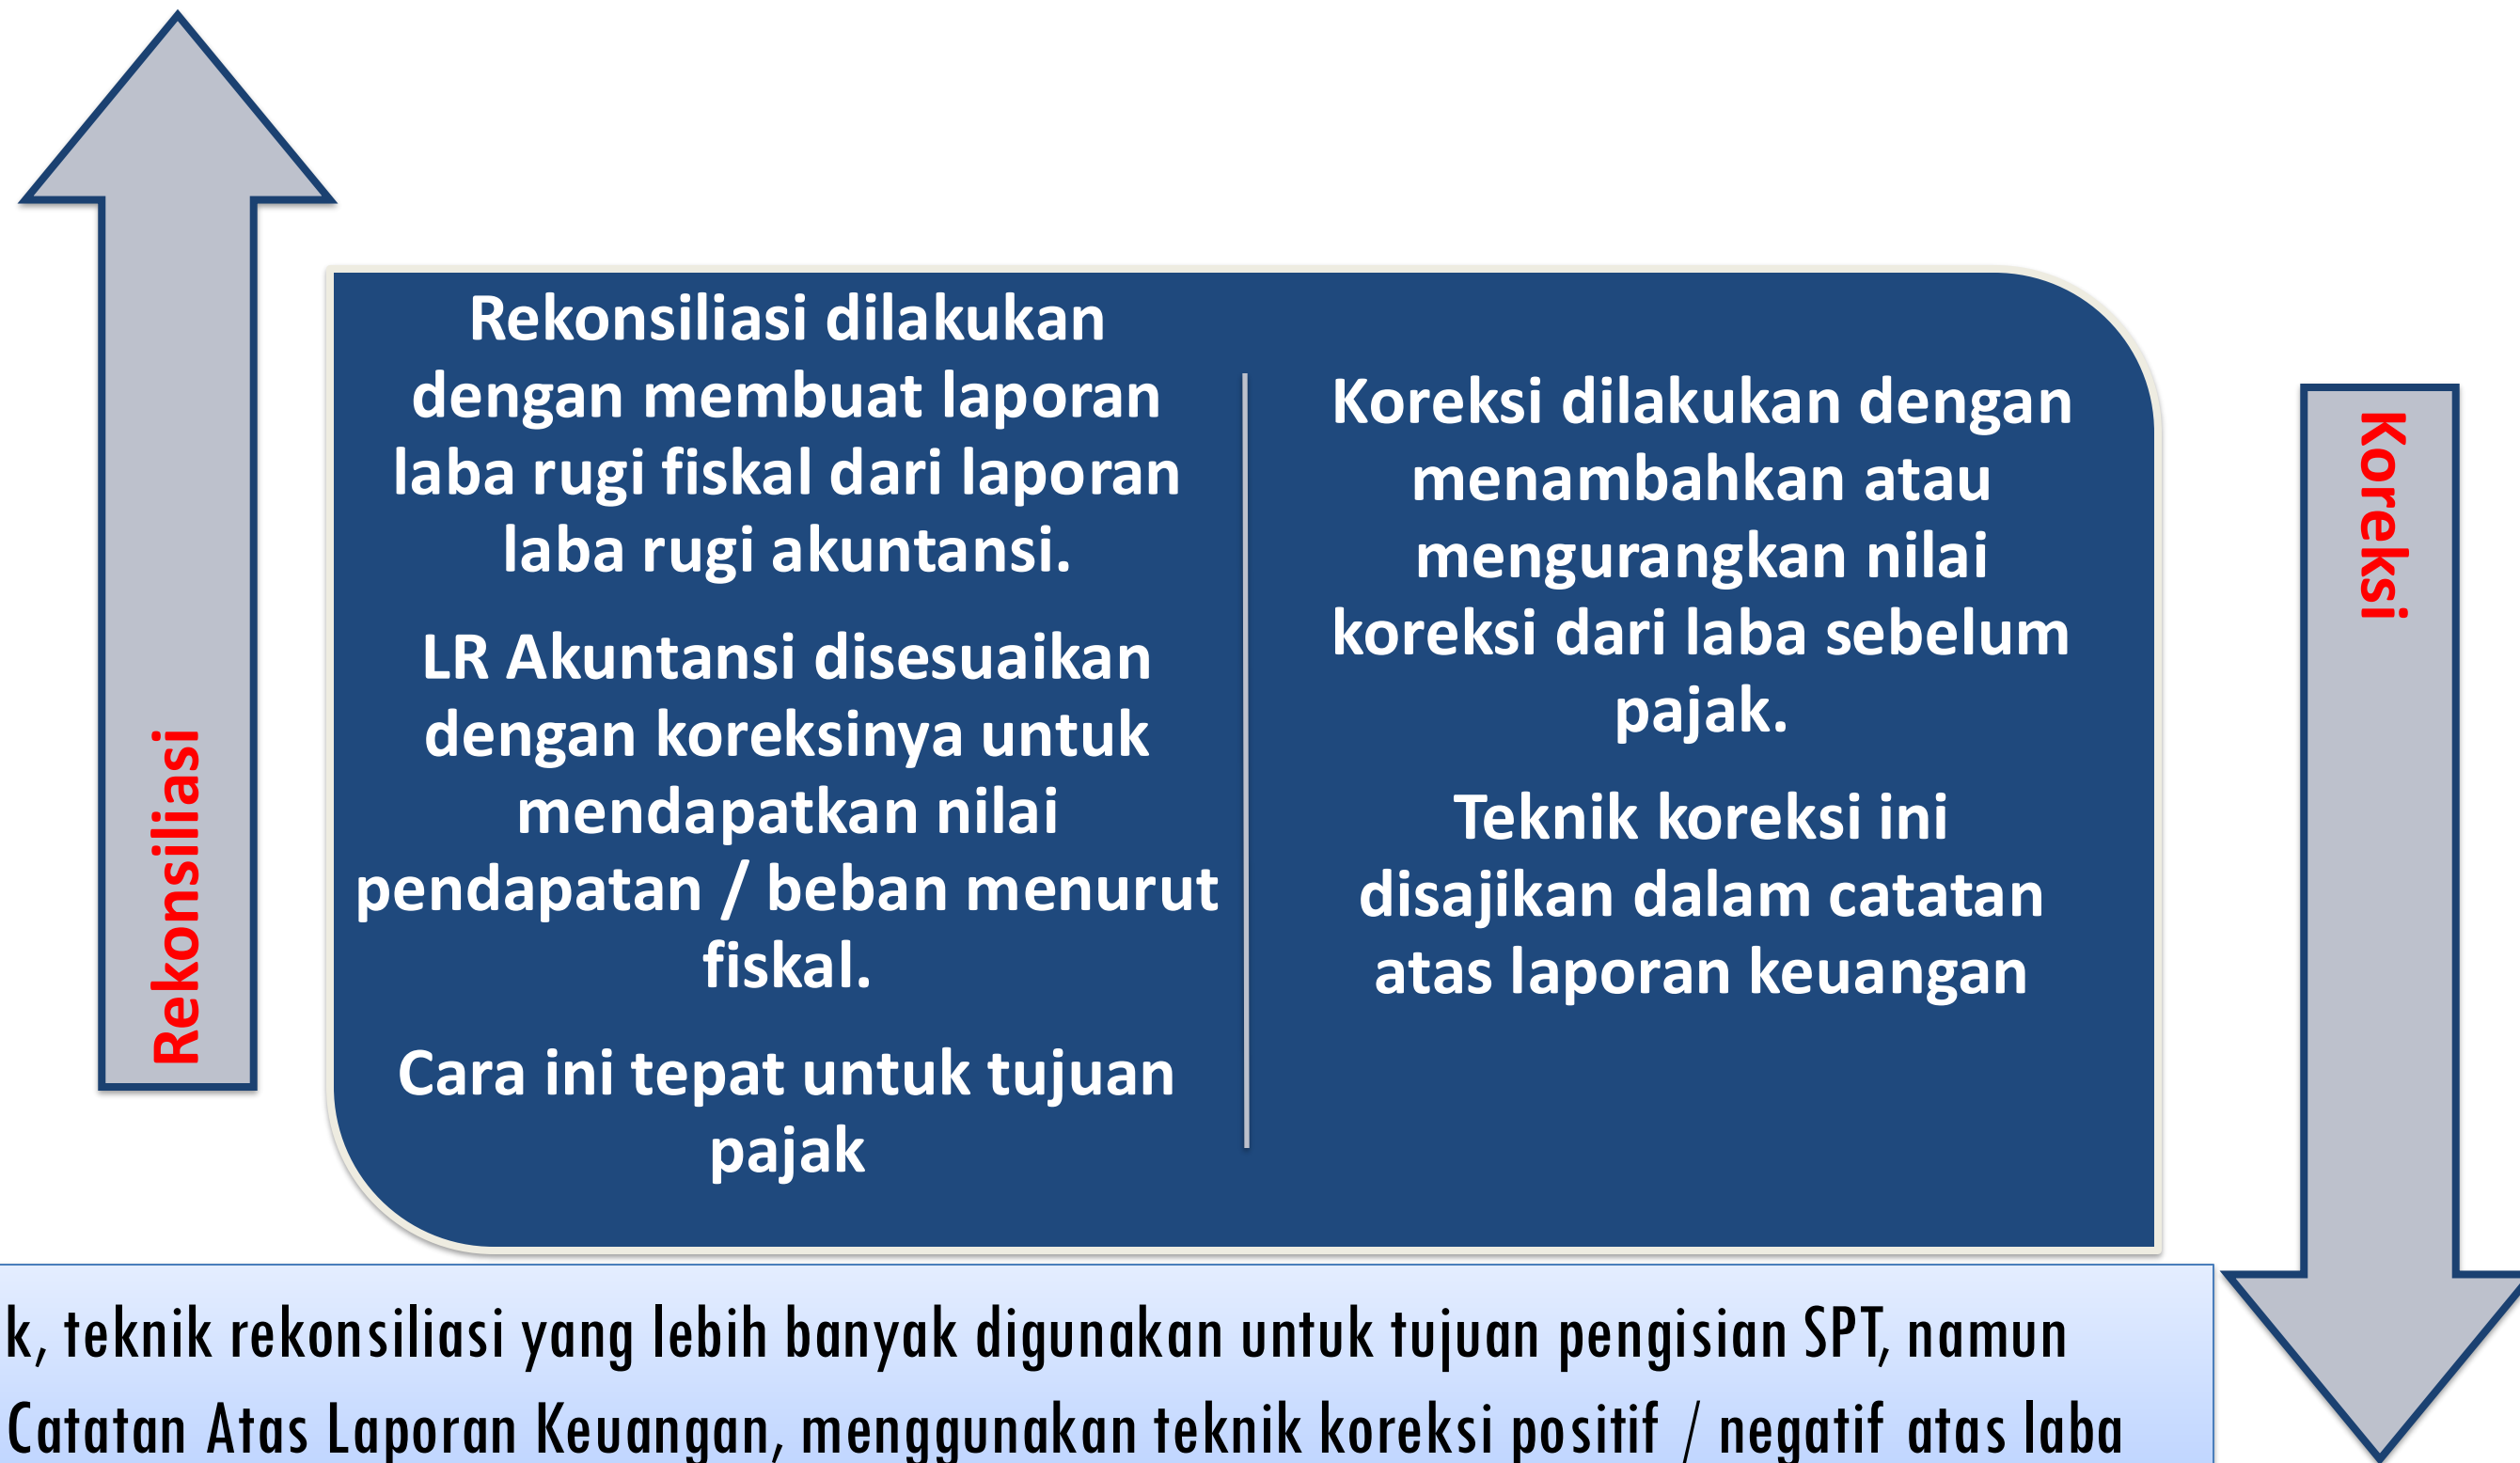 Rekonsiliasi
Rekonsiliasi dilakukan
dengan membuat laporan
laba rugi fiskal dari laporan
laba rugi akuntansi.
LR Akuntansi disesuaikan
dengan koreksinya untuk
mendapatkan nilai
pendapatan / beban menurut
fiskal.
Cara ini tepat untuk tujuan
pajak
Koreksi dilakukan dengan
menambahkan atau
mengurangkan nilai
koreksi dari laba sebelum
pajak.
Teknik koreksi ini
disajikan dalam catatan
atas laporan keuangan
Koreksi
k, teknik rekonsiliasi yang lebih banyak digunakan untuk tujuan pengisian SPT, namun
Catatan Atas Laporan Keuangan, menggunakan teknik koreksi positif / negatif atas laba